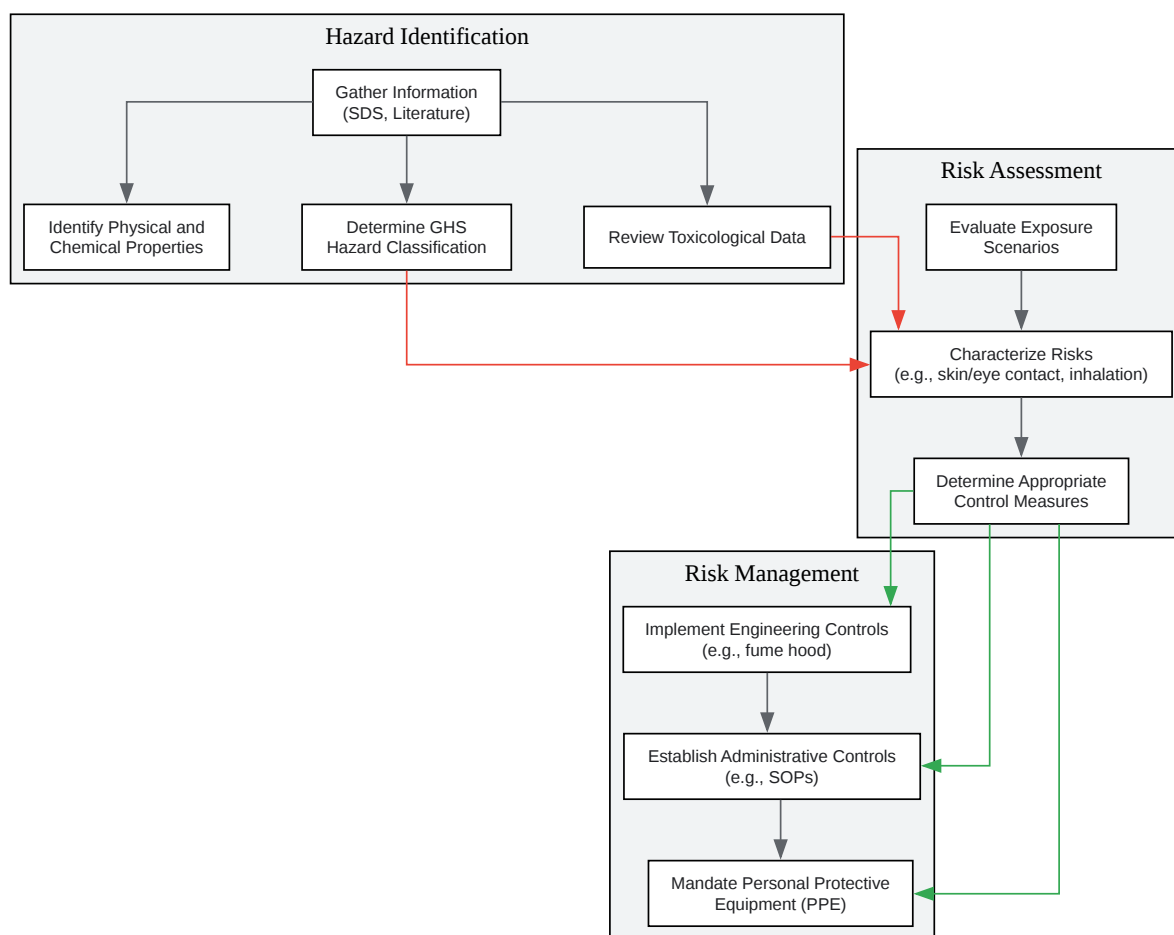 Hazard Identification
Gather Information
(SDS, Literature)
Identify Physical and
Chemical Properties
Determine GHS
Hazard Classification
Review Toxicological Data
Risk Assessment
Evaluate Exposure
Scenarios
Characterize Risks
(e.g., skin/eye contact, inhalation)
Determine Appropriate
Control Measures
Risk Management
Implement Engineering Controls
(e.g., fume hood)
Establish Administrative Controls
(e.g., SOPs)
Mandate Personal Protective
Equipment (PPE)